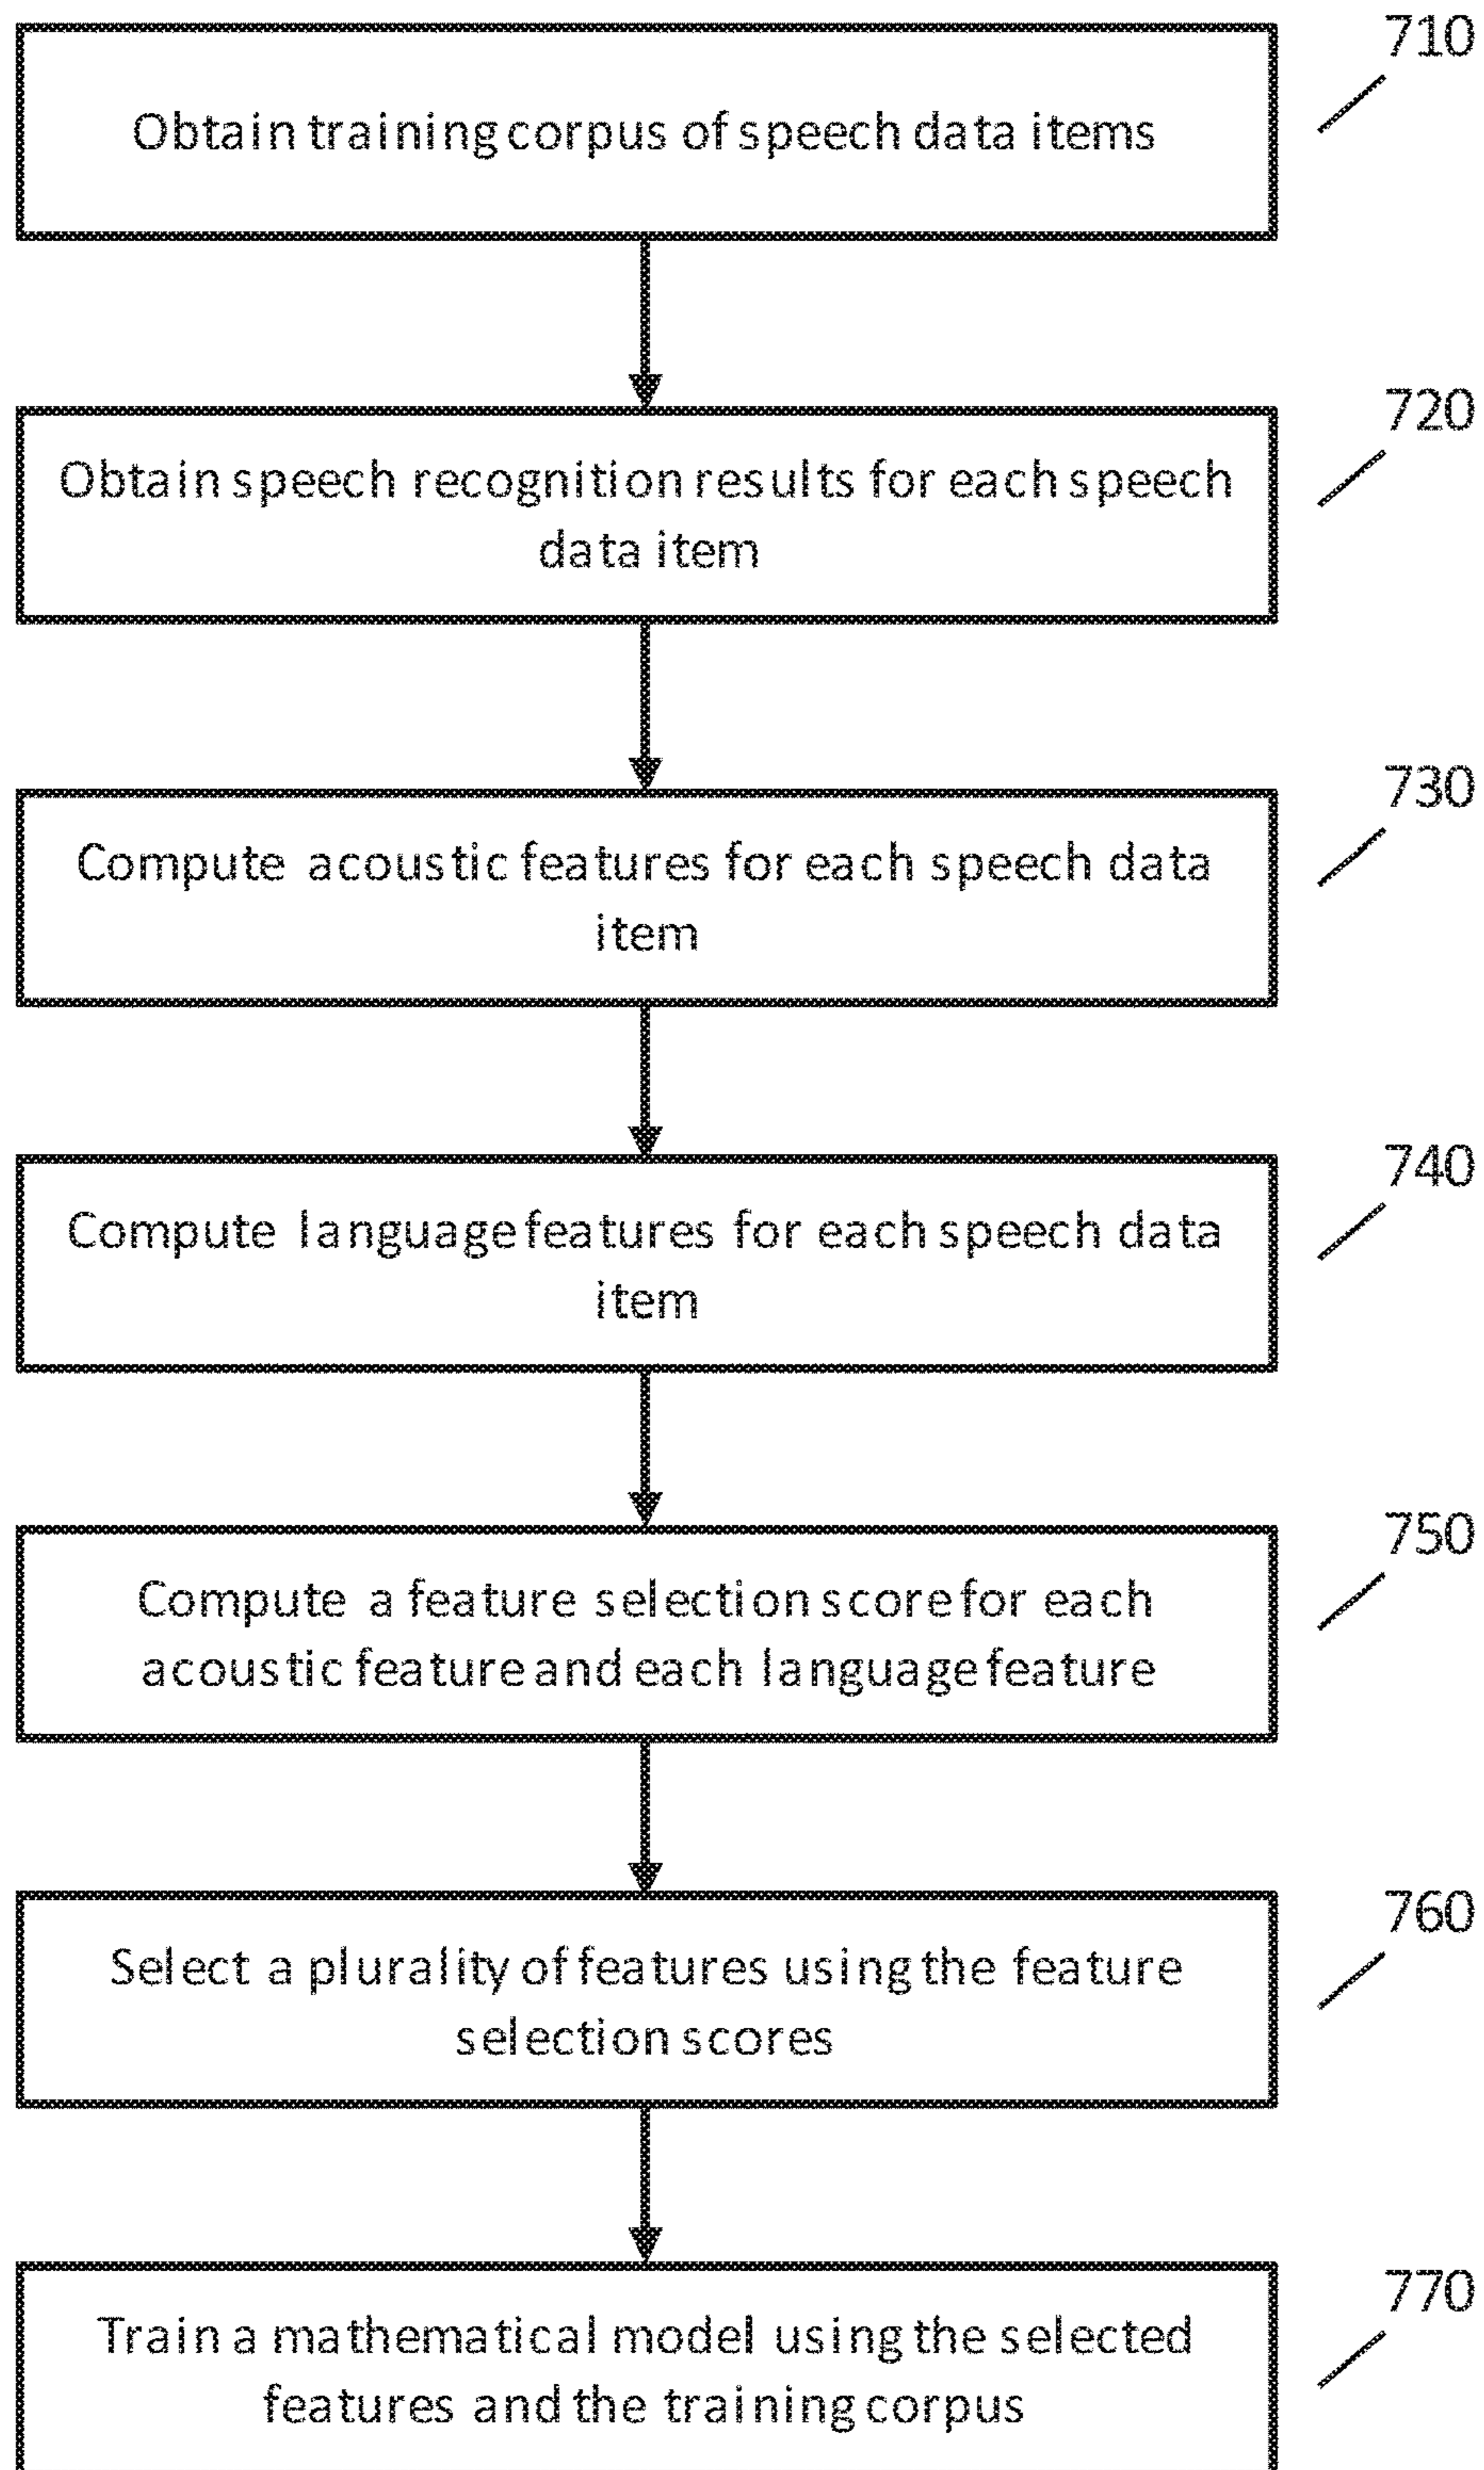 710
Obtain training corpus of speech data items
720
Obtain speech recognition results for each speech
data item
730
Compute acoustic features for each speech data
item
740
Compute language features for each speech data
item
750
Compute a feature selection score for each
acoustic feature and each language feature
760
Select a plurality of features using the feature
selection scores
770
Train a mathematical model using the selected
features and the training corpus